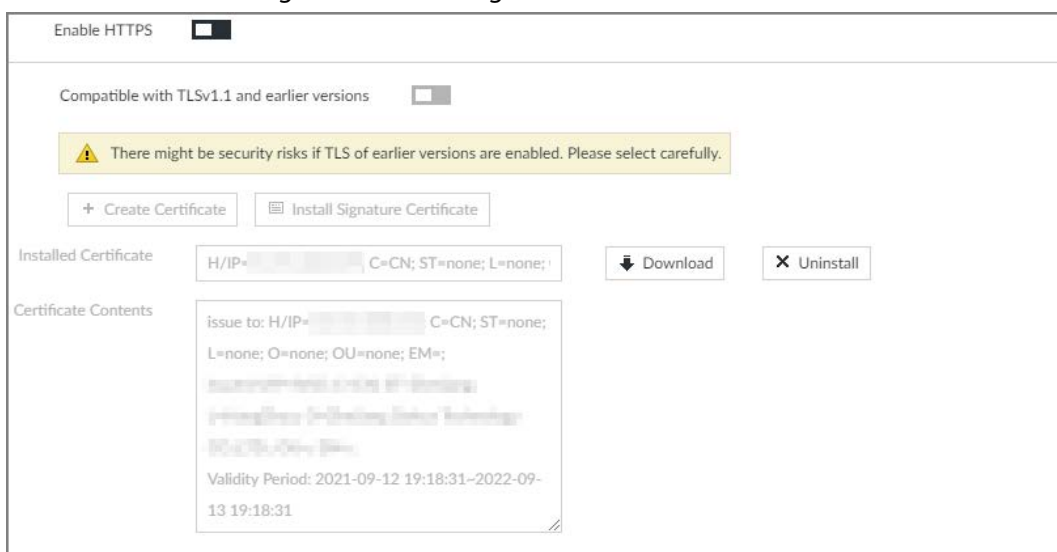 Enable HTTPS
Compatible with TLSv1.1 and earlier versions
There might be security risks if TLS of earlier versions are enabled. Please select carefully.
+ Create Certificate Install Signature Certificate
Installed Certificate H/IP= C=CN; ST=none; L=none; Download X Uninstall
Certificate Contents
issue to: H/IP= C=CN; ST=none;
L=none; O=none; OU=none; EM=;
Validity Period: 2021-09-12 19:18:31~2022-09-
13 19:18:31